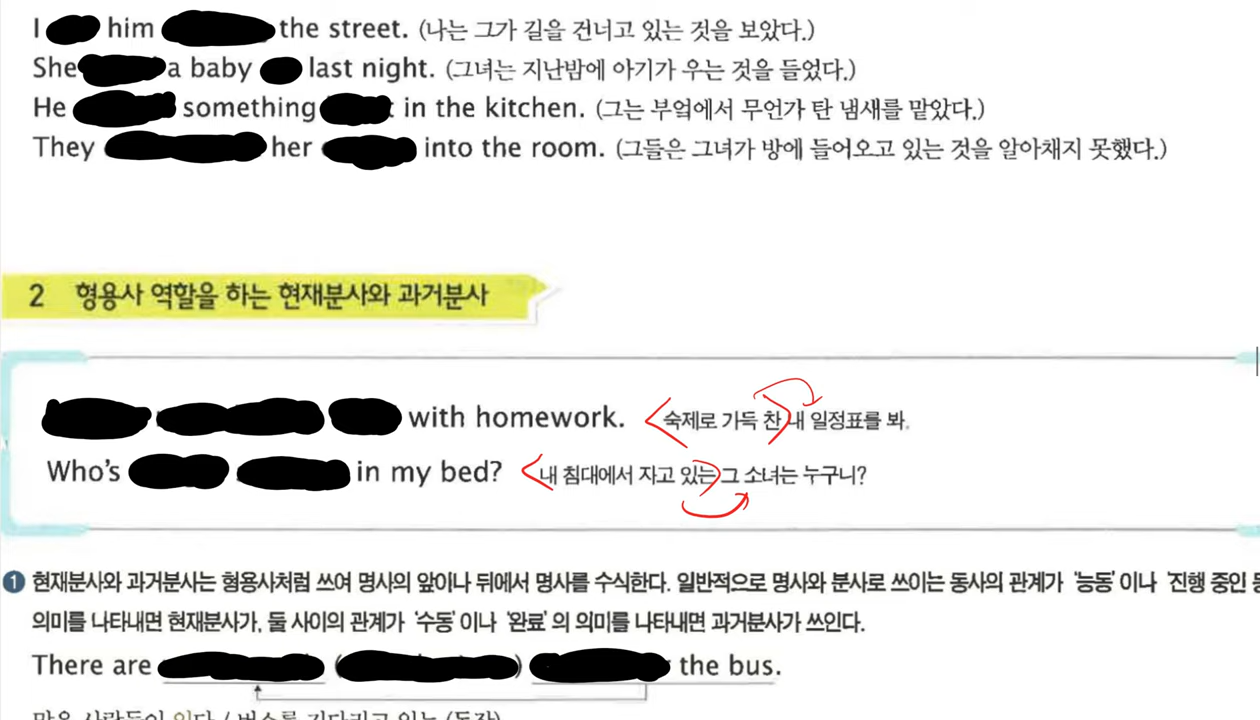 I him the street. (나는 그가 길을 건너고 있는 것을 보았다.)
She a baby last night. (그녀는 지난밤에 아기가 우는 것을 들었다.)
He something in the kitchen. (그는 부엌에서 무언가 탄 냄새를 맡았다.)
They her into the room. (그들은 그녀가 방에 들어오고 있는 것을 알아채지 못했다.)
2 형용사 역할을 하는 현재분사와 과거분사
with homework. 숙제로 가득 찬 내 일정표를 봐.
Who's in my bed? 내 침대에서 자고 있는 그 소녀는 누구니?
1 현재분사와 과거분사는 형용사처럼 쓰여 명사의 앞이나 뒤에서 명사를 수식한다. 일반적으로 명사와 분사로 쓰이는 동사의 관계가 '능동'이나 '진행 중인
의미를 나타내면 현재분사가, 둘 사이의 관계가 '수동'이나 '완료'의 의미를 나타내면 과거분사가 쓰인다.
There are ( ) the bus.